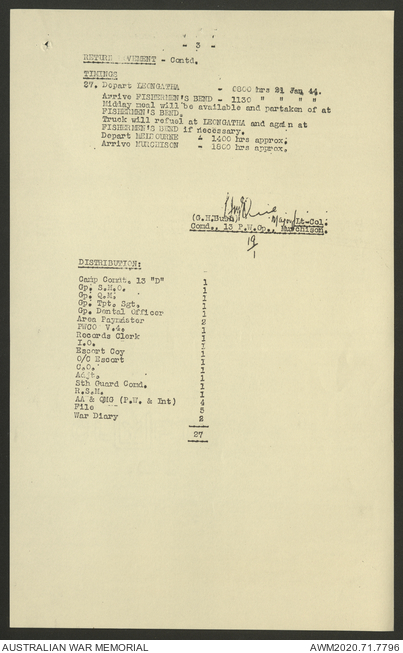 - 3 -
RETURN MOVEMENT - Contd.
TIMINGS
27. Depart LEONGATHA - 0800 hrs 21 Jan 44.
Arrive FISHERMEN'S BEND - 1130 " " "
Midday meal will be available and partaken of at
FISHERMEN'S BEND.
Truck will refuel at LEONGATHA and again at
FISHERMEN'S BEND if necessary.
Depart MELBOURNE - 1400 hrs approx.
Arrive MURCHISON - 1800 hrs approx.
Major/Lt-Col.
Comd., 13 P.W.Gp., Murchison.
19/1
DISTRIBUTION:
Camp Comdt. 13 "D" 1
Gp. S.M.O. 1
Gp. Q.M. 1
Gp. Tpt. Sgt. 1
Gp. Dental Officer 1
Area Paymaster 2
V.4. 1
Records Clerk 1
I.O. 1
Escort Coy 1
O/C Escort 1
C.O. 1
Adjt. 1
Sth Guard Comd. 1
R.S.M. 1
AA & QMG (P.W. & Int) 4
File 5
War Diary 2
27
AUSTRALIAN WAR MEMORIAL
AWM2020.71.7796